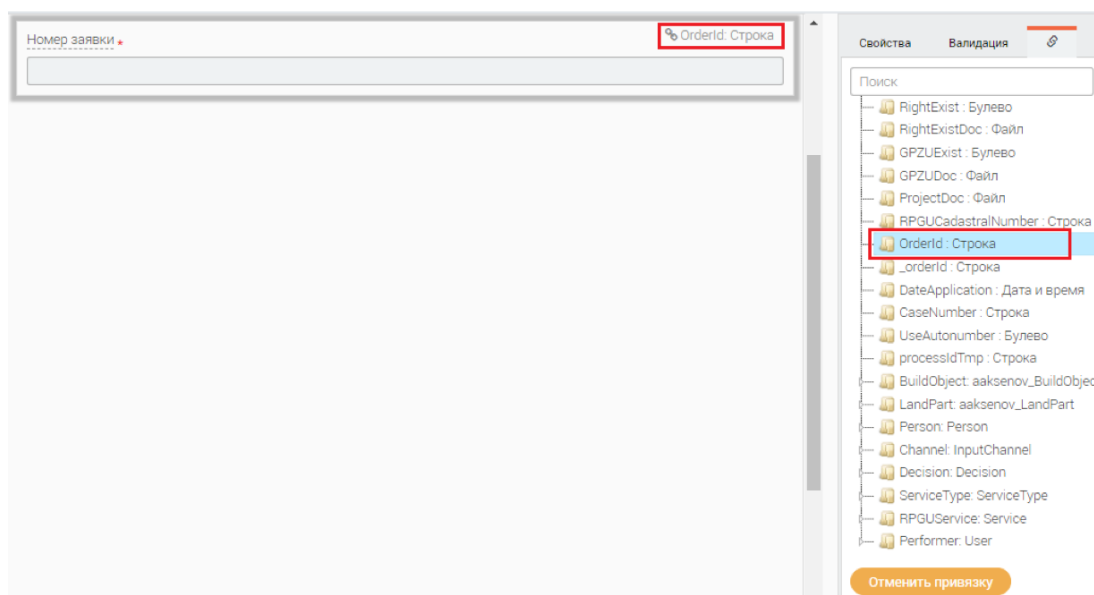 Номер заявки *
OrderId: Строка
Свойства Валидация
Поиск
RightExist : Булево
RightExistDoc : Файл
GPZUExist : Булево
GPZUDoc : Файл
ProjectDoc : Файл
RPGUCadastralNumber : Строка
OrderId : Строка
_orderId : Строка
DateApplication : Дата и время
CaseNumber : Строка
UseAutonumber : Булево
processIdTmp : Строка
BuildObject: aaksenov_BuildObjec
LandPart: aaksenov_LandPart
Person: Person
Channel: InputChannel
Decision: Decision
ServiceType: ServiceType
RPGUService: Service
Performer: User
Отменить привязку